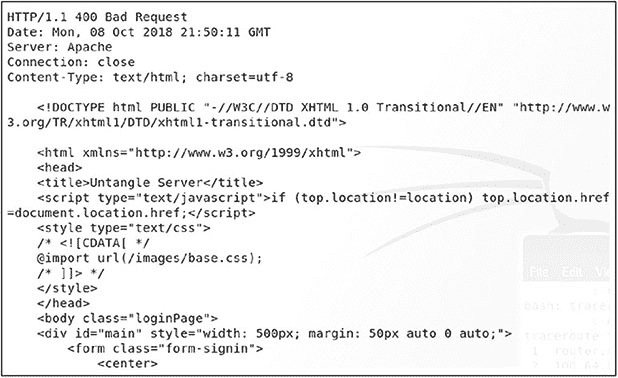 HTTP/1.1 400 Bad Request
Date: Mon, 08 Oct 2018 21:50:11 GMT
Server: Apache
Connection: close
Content-Type: text/html; charset=utf-8
<!DOCTYPE html PUBLIC "-//W3C//DTD XHTML 1.0 Transitional//EN" "http://www.w
3.org/TR/xhtml1/DTD/xhtml1-transitional.dtd">
<html xmlns="http://www.w3.org/1999/xhtml">
<head>
<title>Untangle Server</title>
<script type="text/javascript">if (top.location!=location) top.location.href
=document.location.href;</script>
<style type="text/css">
/* <![CDATA[ */
@import url(/images/base.css);
/* ]]> */
</style>
</head>
<body class="loginPage">
<div id="main" style="width: 500px; margin: 50px auto 0 auto;">
<form class="form-signin">
<center>
File Edit
bash:
traceroute
1 router
2